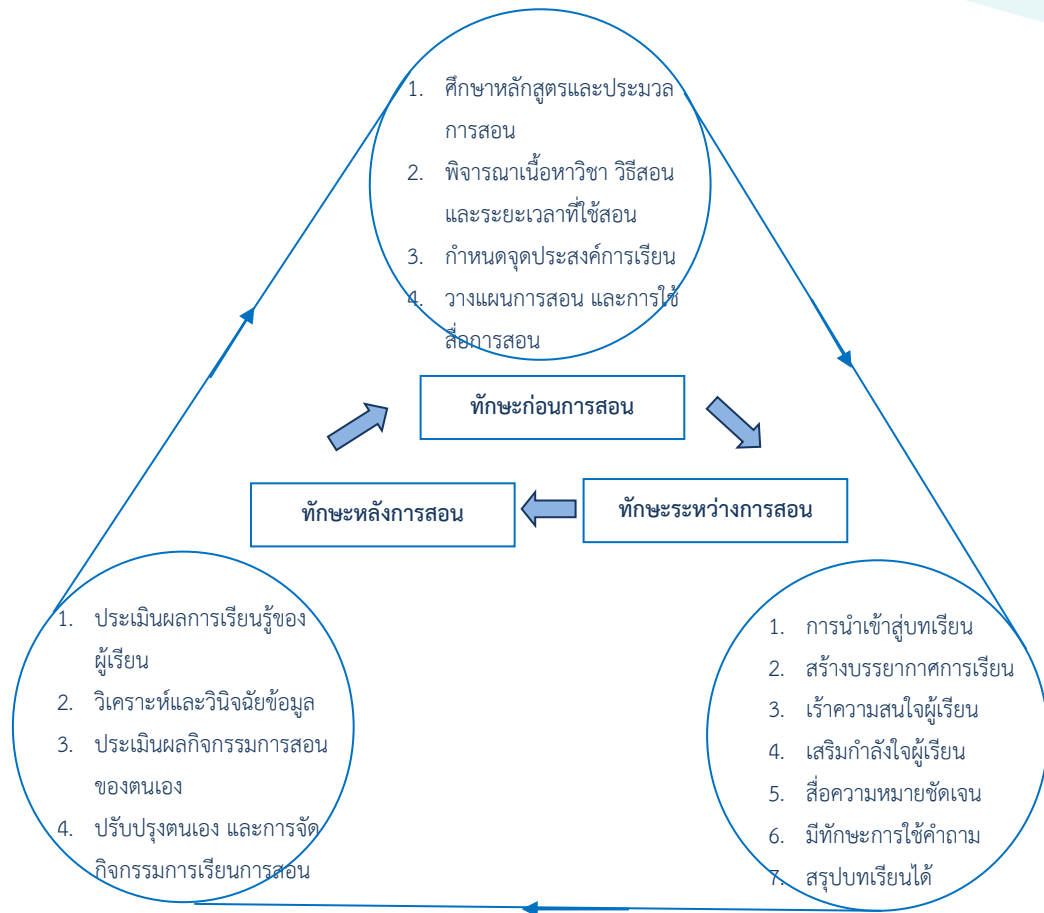 1. ศึกษาหลักสูตรและประมวล
การสอน
2. พิจารณาเนื้อหาวิชา วิธีสอน
และระยะเวลาที่ใช้สอน
3. กำหนดจุดประสงค์การเรียน
4. วางแผนการสอน และการใช้
สื่อการสอน
ทักษะก่อนการสอน
ทักษะหลังการสอน
ทักษะระหว่างการสอน
1. ประเมินผลการเรียนรู้ของ
ผู้เรียน
2. วิเคราะห์และวินิจฉัยข้อมูล
3. ประเมินผลกิจกรรมการสอน
ของตนเอง
4. ปรับปรุงตนเอง และการจัด
กิจกรรมการเรียนการสอน
1. การนำเข้าสู่บทเรียน
2. สร้างบรรยากาศการเรียน
3. เร้าความสนใจผู้เรียน
4. เสริมกำลังใจผู้เรียน
5. สื่อความหมายชัดเจน
6. มีทักษะการใช้คำถาม
7. สรุปบทเรียนได้